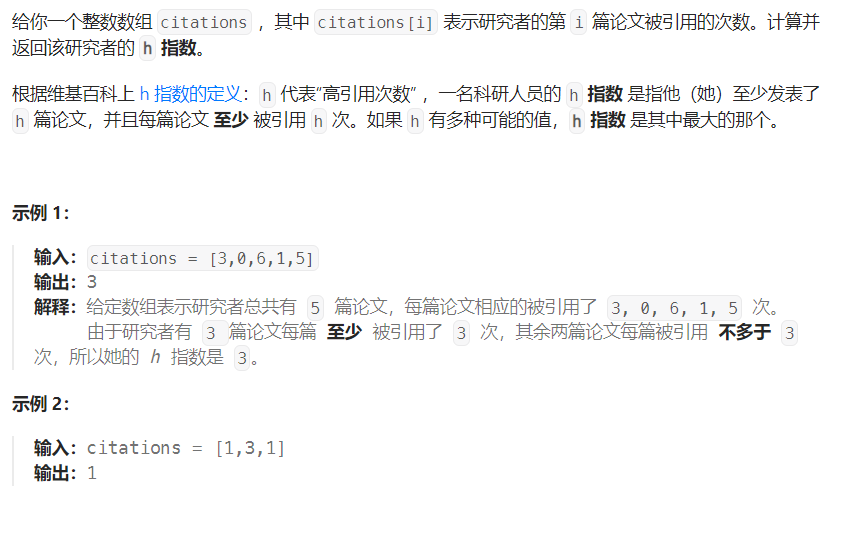 给你一个整数数组 citations ，其中 citations[i] 表示研究者的第 i 篇论文被引用的次数。计算并
返回该研究者的 h 指数。
根据维基百科上 h 指数的定义：h 代表“高引用次数” ，一名科研人员的 h 指数 是指他（她）至少发表了
h 篇论文，并且每篇论文 至少 被引用 h 次。如果 h 有多种可能的值，h 指数 是其中最大的那个。
示例 1：
输入：citations = [3,0,6,1,5]
输出：3
解释：给定数组表示研究者总共有 5 篇论文，每篇论文相应的被引用了 3, 0, 6, 1, 5 次。
由于研究者有 3 篇论文每篇 至少 被引用了 3 次，其余两篇论文每篇被引用 不多于 3
次，所以她的 h 指数是 3。
示例 2：
输入：citations = [1,3,1]
输出：1